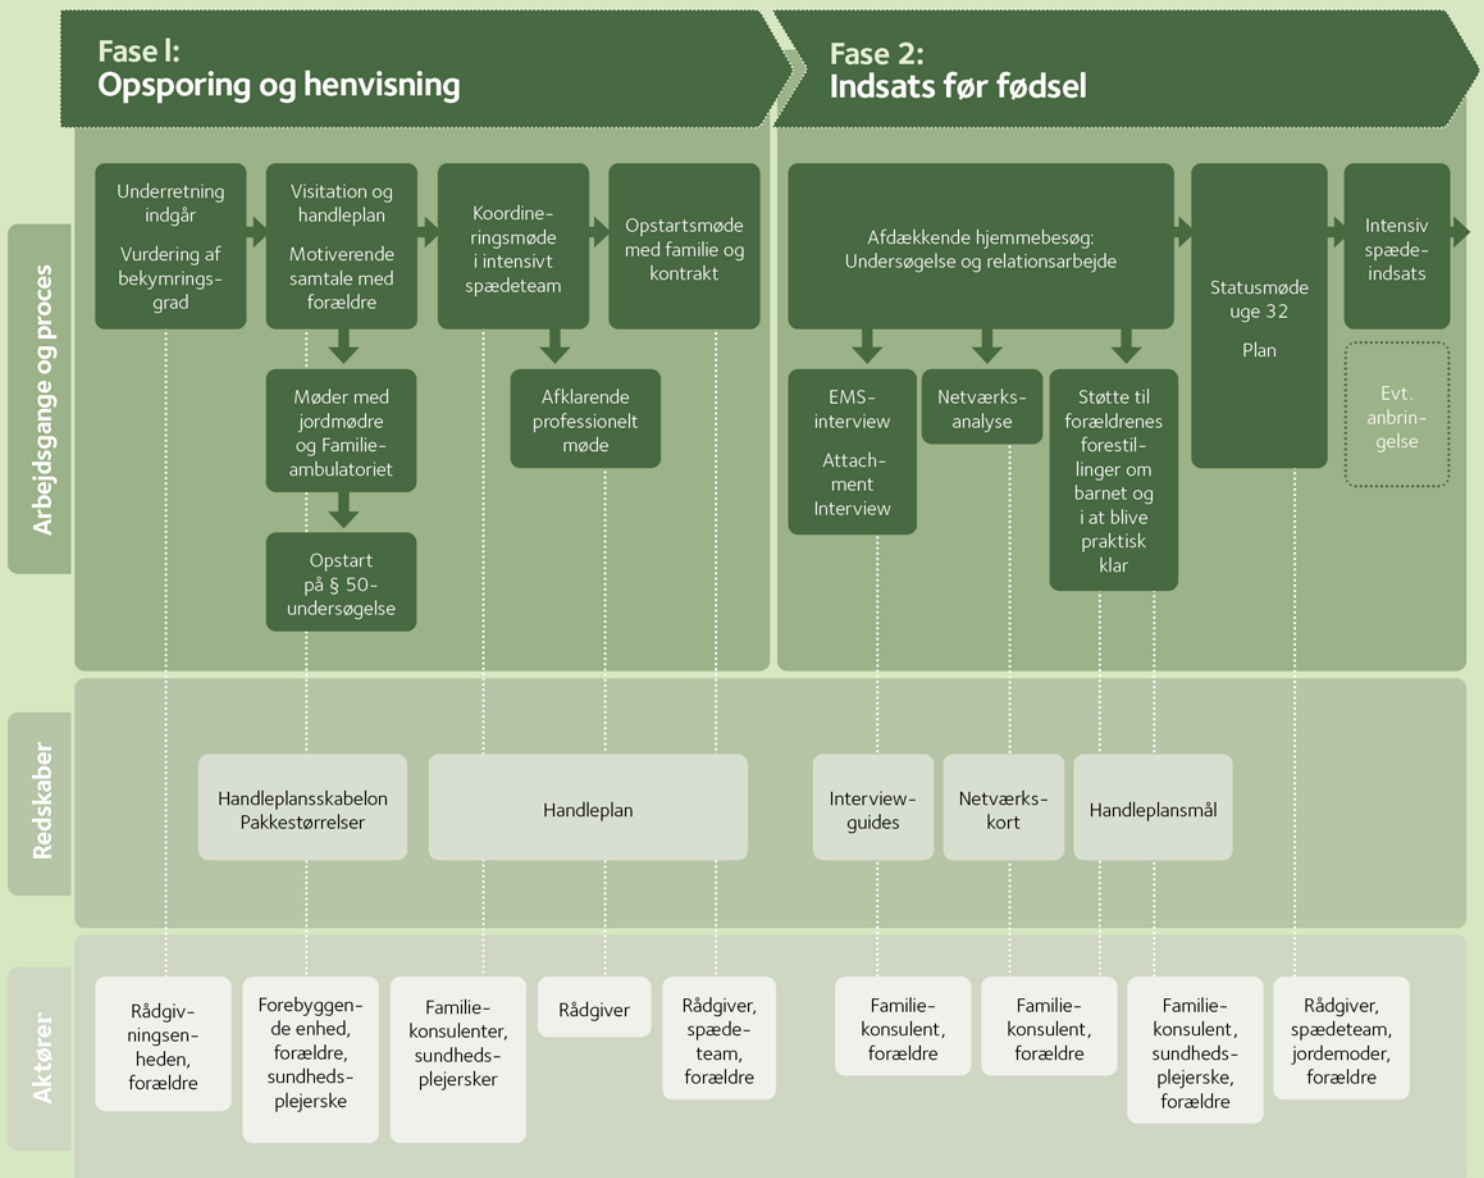 Fase 1:
Opsporing og henvisning
Fase 2:
Indsats før fødsel
Arbejdsgange og proces
Underretning
indgår
Vurdering af
bekymrings-
grad
Visitation og
handleplan
Motiverende
samtale med
forældre
Koordine-
ringsmøde
i intensivt
spædeteam
Opstartsmøde
med familie og
kontrakt
Møder med
jordmødre
og Familie-
ambulatoriet
Opstart
på § 50-
undersøgelse
Afklarende
professionelt
møde
Afdækkende hjemmebesøg:
Undersøgelse og relationsarbejde
EMS-
interview
Attach-
ment
Interview
Netværks-
analyse
Støtte til
forældrenes
forestil-
linger om
barnet og
i at blive
praktisk
klar
Statusmøde
uge 32
Plan
Intensiv
spæde-
indsats
Evt.
anbrin-
gelse
Redskaber
Handleplansskabelon
Pakkestørrelser
Handleplan
Interview-
guides
Netværks-
kort
Handleplansmål
Aktører
Rådgiv-
ningsen-
heden,
forældre
Forebyggen-
de enhed,
forældre,
sundheds-
plejerske
Familie-
konsulenter,
sundheds-
plejersker
Rådgiver
Rådgiver,
spæde-
team,
forældre
Familie-
konsulent,
forældre
Familie-
konsulent,
forældre
Familie-
konsulent,
sundheds-
plejerske,
forældre
Rådgiver,
spædeteam,
jordemoder,
forældre